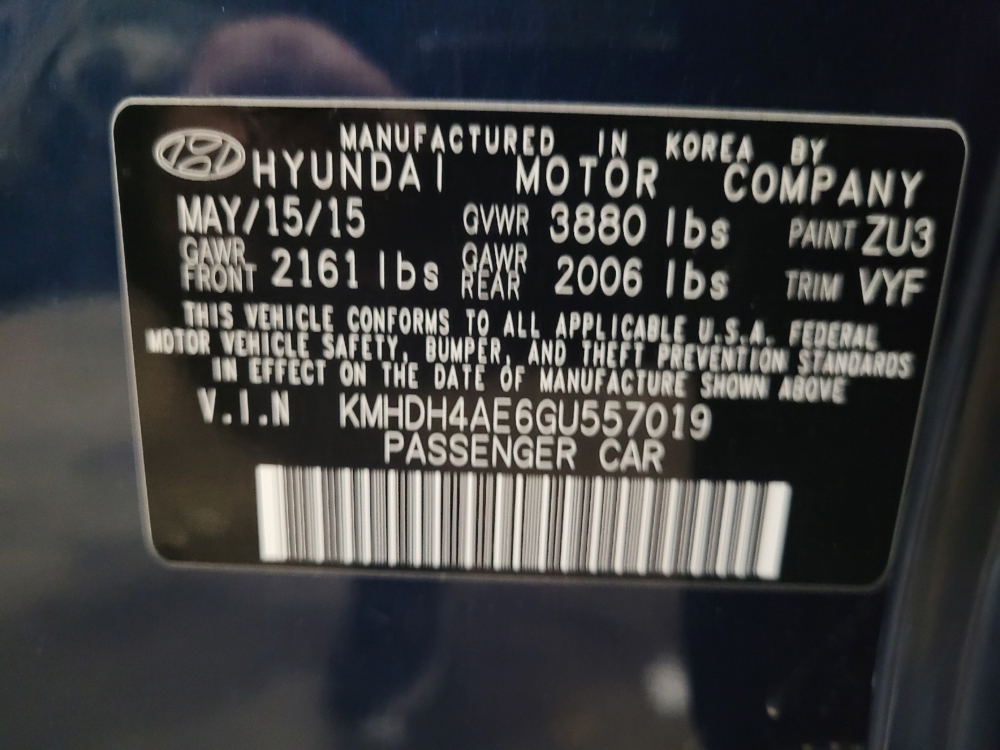 MANUFACTURED IN KOREA BY
HYUNDAI MOTOR COMPANY
MAY/15/15 GVWR 3880 lbs PAINT ZU3
GAWR FRONT 2161 lbs GAWR REAR 2006 lbs TRIM VYF
THIS VEHICLE CONFORMS TO ALL APPLICABLE U.S.A. FEDERAL
MOTOR VEHICLE SAFETY, BUMPER, AND THEFT PREVENTION STANDARDS
IN EFFECT ON THE DATE OF MANUFACTURE SHOWN ABOVE
V.I.N KMHDH4AE6GU557019
PASSENGER CAR